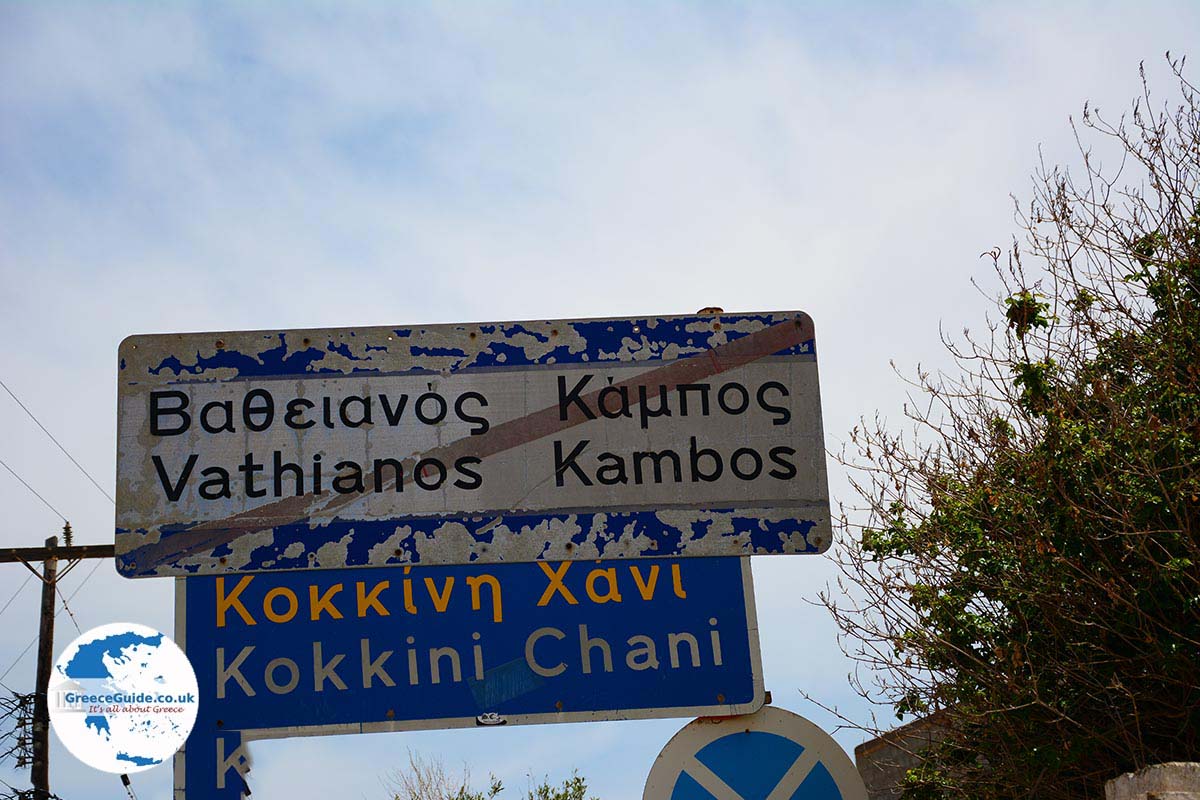 Βαθειανός Κάμπος
Vathianos Kambos
Κοκκίνη Χάνι
Kokkini Chani
K
GreeceGuide.co.uk
It's all about Greece